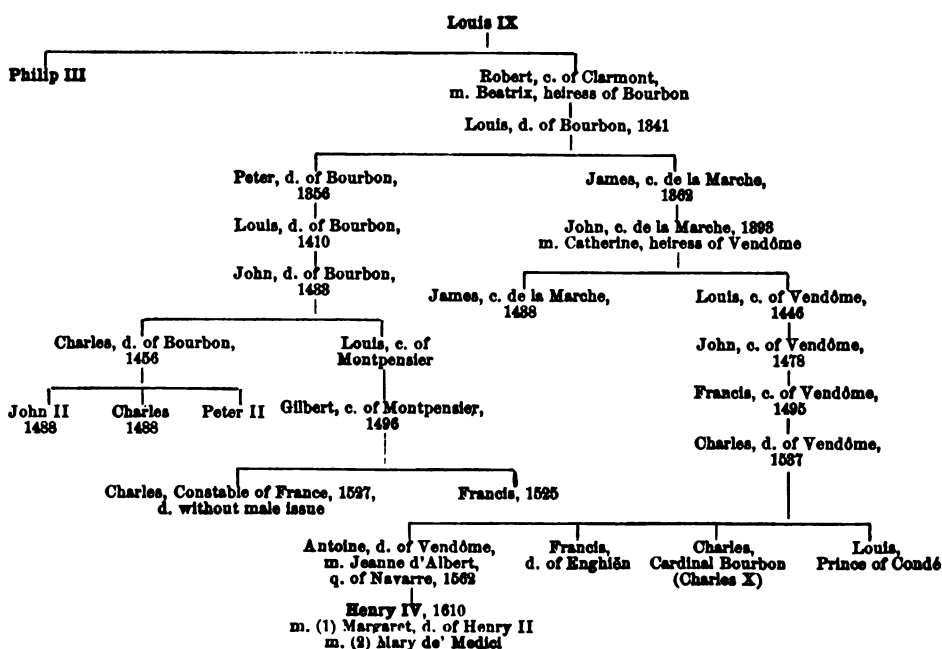 Louis IX
Philip III
Robert, c. of Clarmont,
m. Beatrix, heiress of Bourbon
Louis, d. of Bourbon, 1341
Peter, d. of Bourbon,
1356
James, c. de la Marche,
1362
Louis, d. of Bourbon,
1410
John, c. de la Marche, 1393
m. Catherine, heiress of Vendôme
John, d. of Bourbon,
1433
James, c. de la Marche,
1438
Louis, c. of Vendôme,
1446
Charles, d. of Bourbon,
1456
Louis, c. of
Montpensier
John, c. of Vendôme,
1478
John II
1488
Charles
1488
Peter II
Gilbert, c. of Montpensier,
1496
Francis, c. of Vendôme,
1495
Charles, d. of Vendôme,
1537
Charles, Constable of France, 1527,
d. without male issue
Francis, 1525
Antoine, d. of Vendôme,
m. Jeanne d'Albert,
q. of Navarre, 1562
Francis,
d. of Enghiën
Charles,
Cardinal Bourbon
(Charles X)
Louis,
Prince of Condé
Henry IV, 1610
m. (1) Margaret, d. of Henry II
m. (2) Mary de' Medici